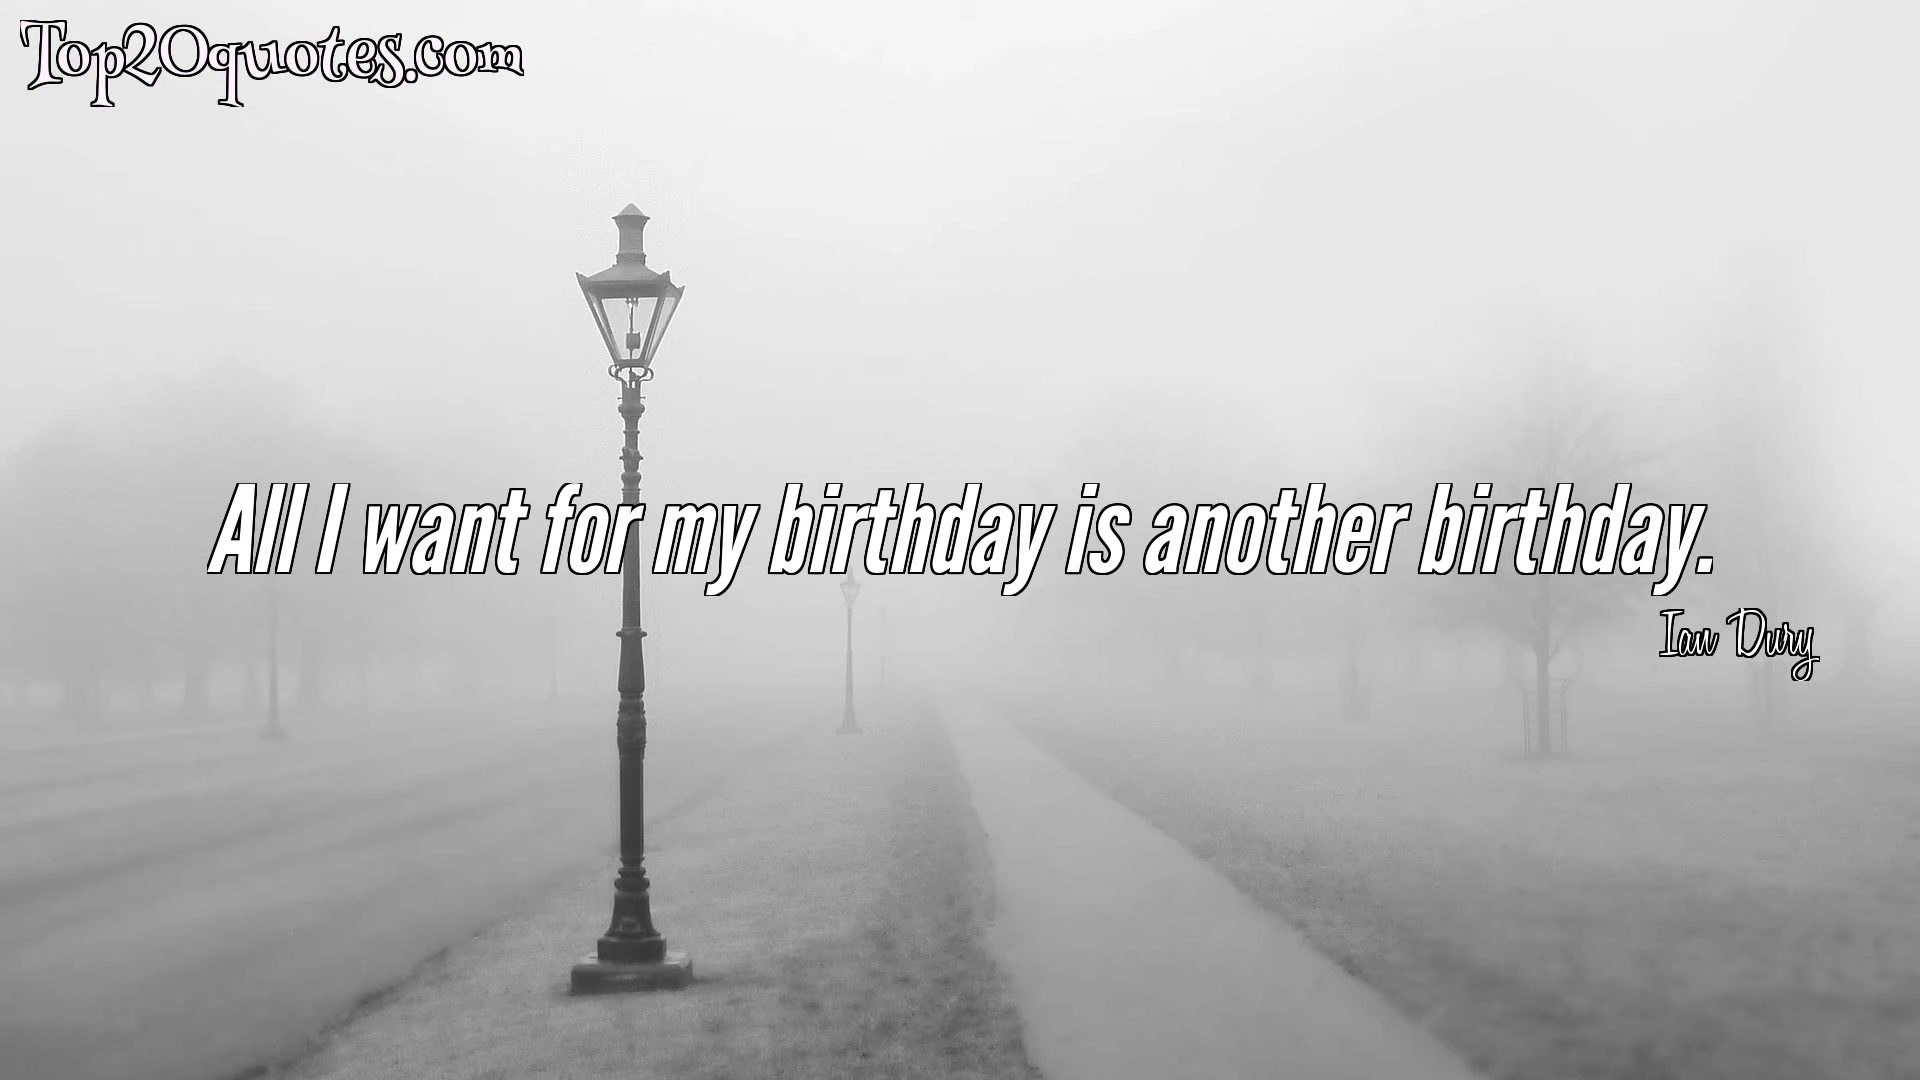 Top20quotes.com
All I want for my birthday is another birthday.
Ian Dury